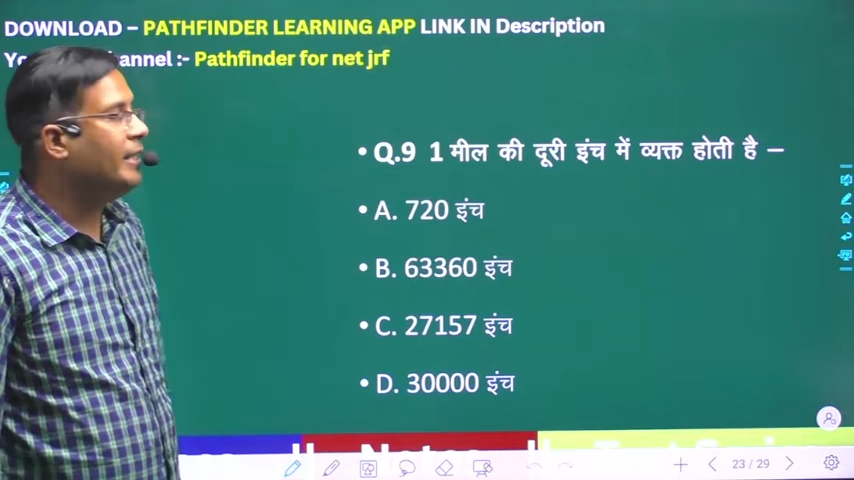 DOWNLOAD – PATHFINDER LEARNING APP LINK IN Description
Pathfinder for net jrf
• Q.9 1 मील की दूरी इंच में व्यक्त होती है –
• A. 720 इंच
• B. 63360 इंच
• C. 27157 इंच
• D. 30000 इंच
23 / 29